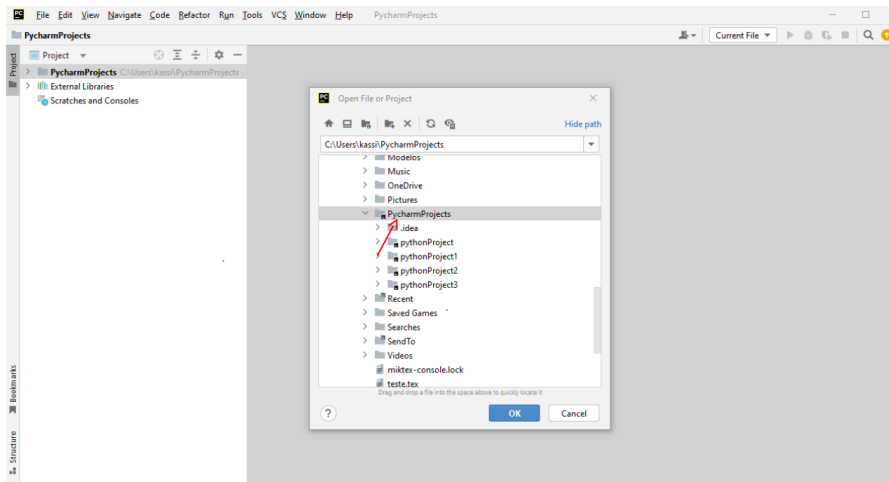 PC File Edit View Navigate Code Refactor Run Tools VCS Window Help PycharmProjects
PycharmProjects Current File
Project
Project
PycharmProjects C:\Users\kassi\PycharmProjects
External Libraries
Scratches and Consoles
PC Open File or Project
Hide path
C:\Users\kassi\PycharmProjects
Modelos
Music
OneDrive
Pictures
PycharmProjects
.idea
pythonProject
pythonProject1
pythonProject2
pythonProject3
Recent
Saved Games
Searches
SendTo
Videos
miktex-console.lock
teste.tex
Drag and drop a file into the space above to quickly locate it
? OK Cancel
Bookmarks
Structure